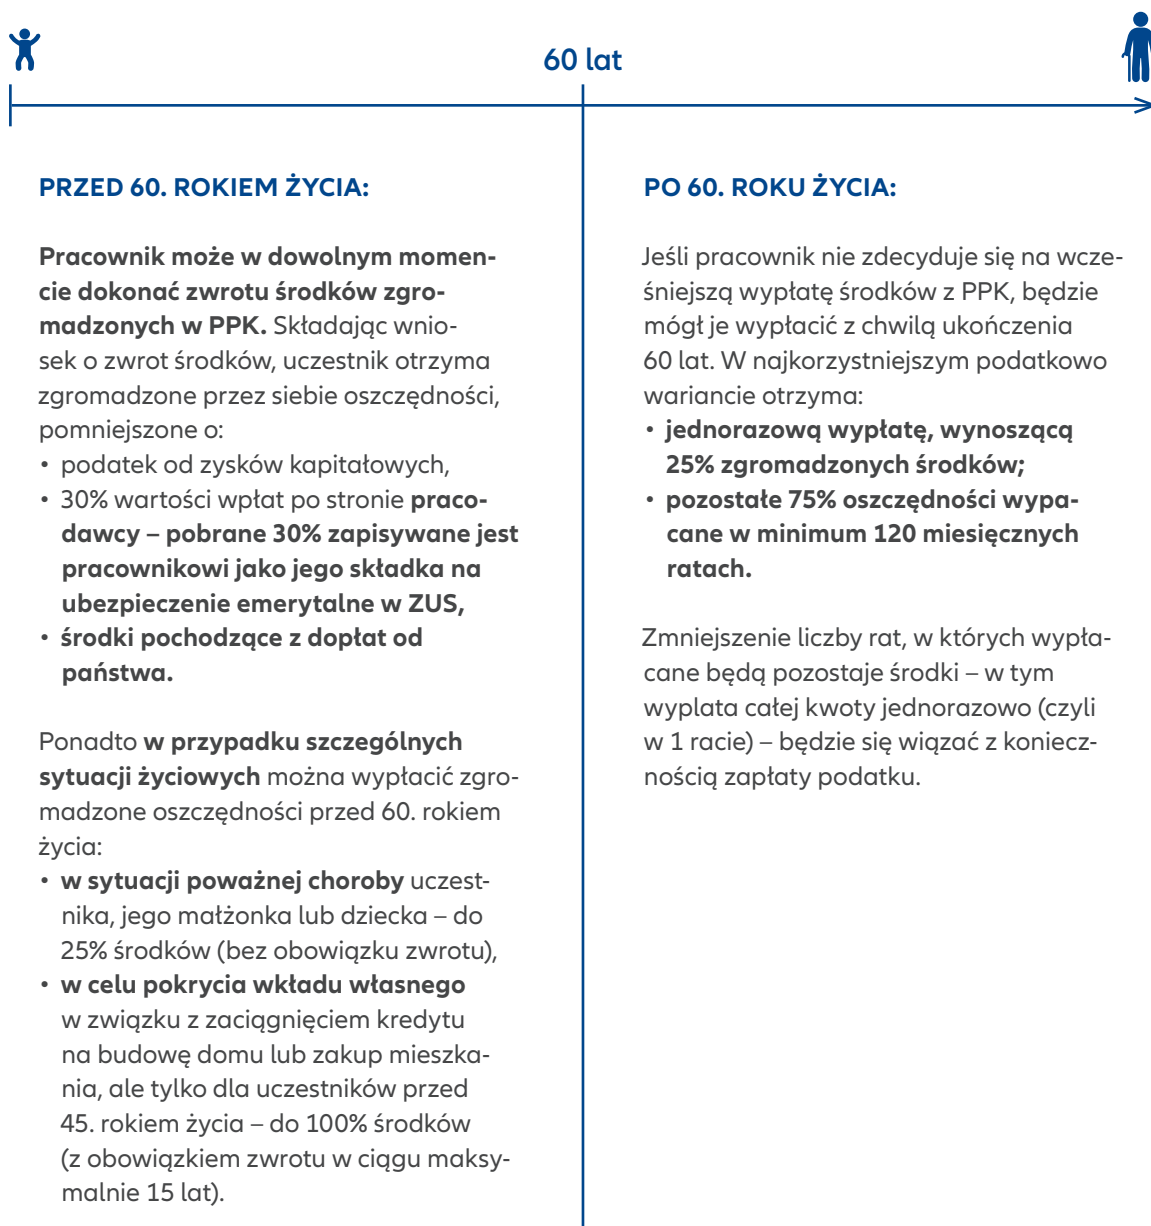 60 lat
PRZED 60. ROKIEM ŻYCIA:
Pracownik może w dowolnym momen-
cie dokonać zwrotu środków zgro-
madzonych w PPK. Składając wnio-
sek o zwrot środków, uczestnik otrzyma
zgromadzone przez siebie oszczędności,
pomniejszone o:
• podatek od zysków kapitałowych,
• 30% wartości wpłat po stronie praco-
dawcy – pobrane 30% zapisywane jest
pracownikowi jako jego składka na
ubezpieczenie emerytalne w ZUS,
• środki pochodzące z dopłat od
państwa.
Ponadto w przypadku szczególnych
sytuacji życiowych można wypłacić zgro-
madzone oszczędności przed 60. rokiem
życia:
• w sytuacji poważnej choroby uczest-
nika, jego małżonka lub dziecka – do
25% środków (bez obowiązku zwrotu),
• w celu pokrycia wkładu własnego
w związku z zaciągnięciem kredytu
na budowę domu lub zakup mieszka-
nia, ale tylko dla uczestników przed
45. rokiem życia – do 100% środków
(z obowiązkiem zwrotu w ciągu maksy-
malnie 15 lat).
PO 60. ROKU ŻYCIA:
Jeśli pracownik nie zdecyduje się na wcze-
śniejszą wypłatę środków z PPK, będzie
mógł je wypłacić z chwilą ukończenia
60 lat. W najkorzystniejszym podatkowo
wariancie otrzyma:
• jednorazową wypłatę, wynoszącą
25% zgromadzonych środków;
• pozostałe 75% oszczędności wypa-
cane w minimum 120 miesięcznych
ratach.
Zmniejszenie liczby rat, w których wypła-
cane będą pozostaje środki – w tym
wyplata całej kwoty jednorazowo (czyli
w 1 racie) – będzie się wiązać z koniecz-
nością zapłaty podatku.